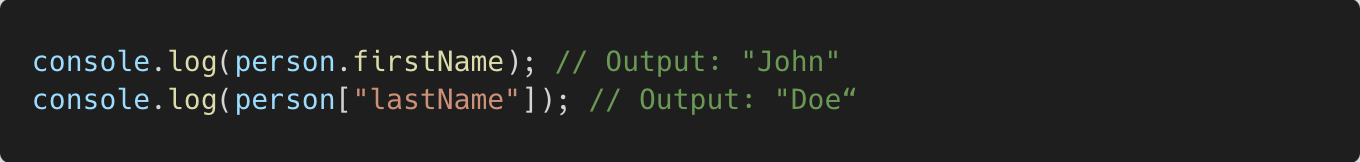 console.log(person.firstName); // Output: "John"
console.log(person["lastName"]); // Output: "Doe“